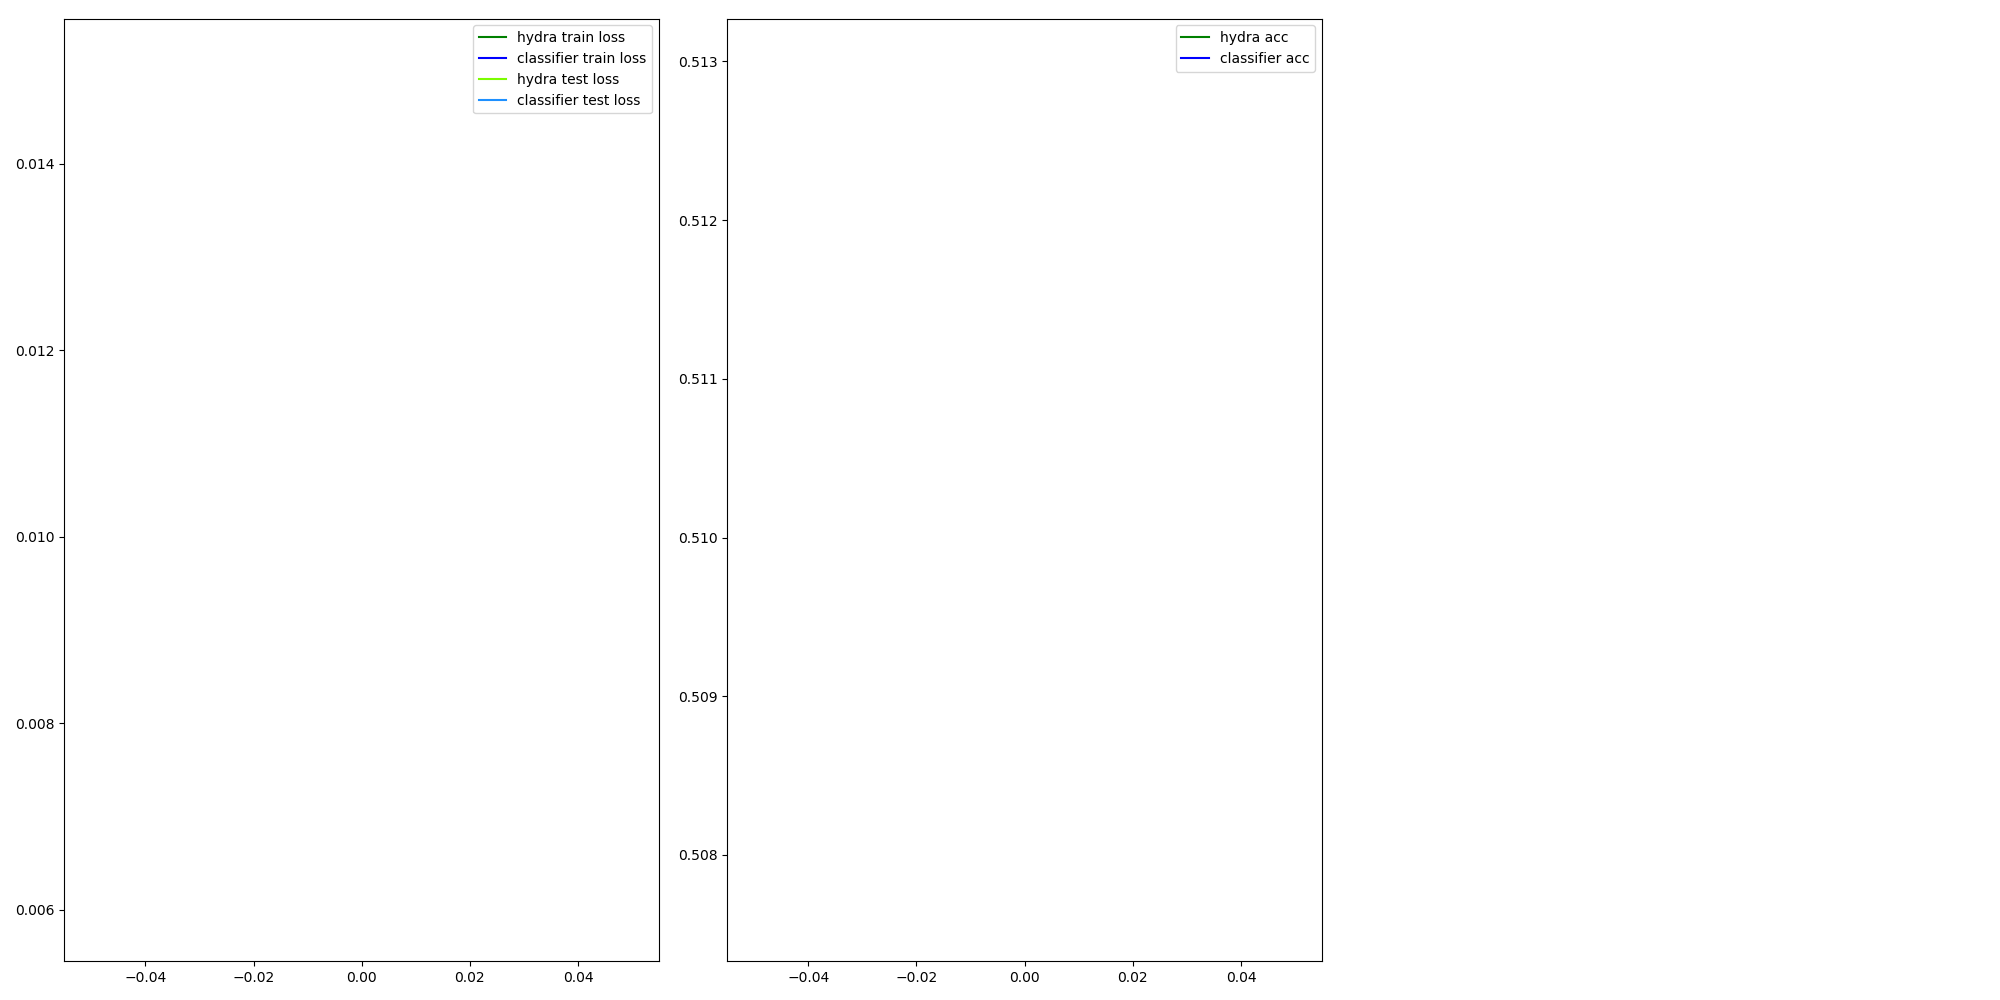 hydra train loss
classifier train loss
hydra test loss
classifier test loss
0.014
0.012
0.010
0.008
0.006
−0.04 −0.02 0.00 0.02 0.04
hydra acc
classifier acc
0.513
0.512
0.511
0.510
0.509
0.508
−0.04 −0.02 0.00 0.02 0.04